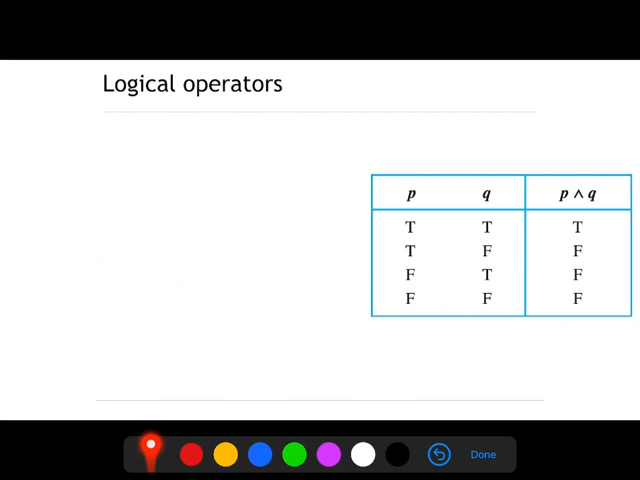 Logical operators
p q p ∧ q
T T T
T F F
F T F
F F F
Done